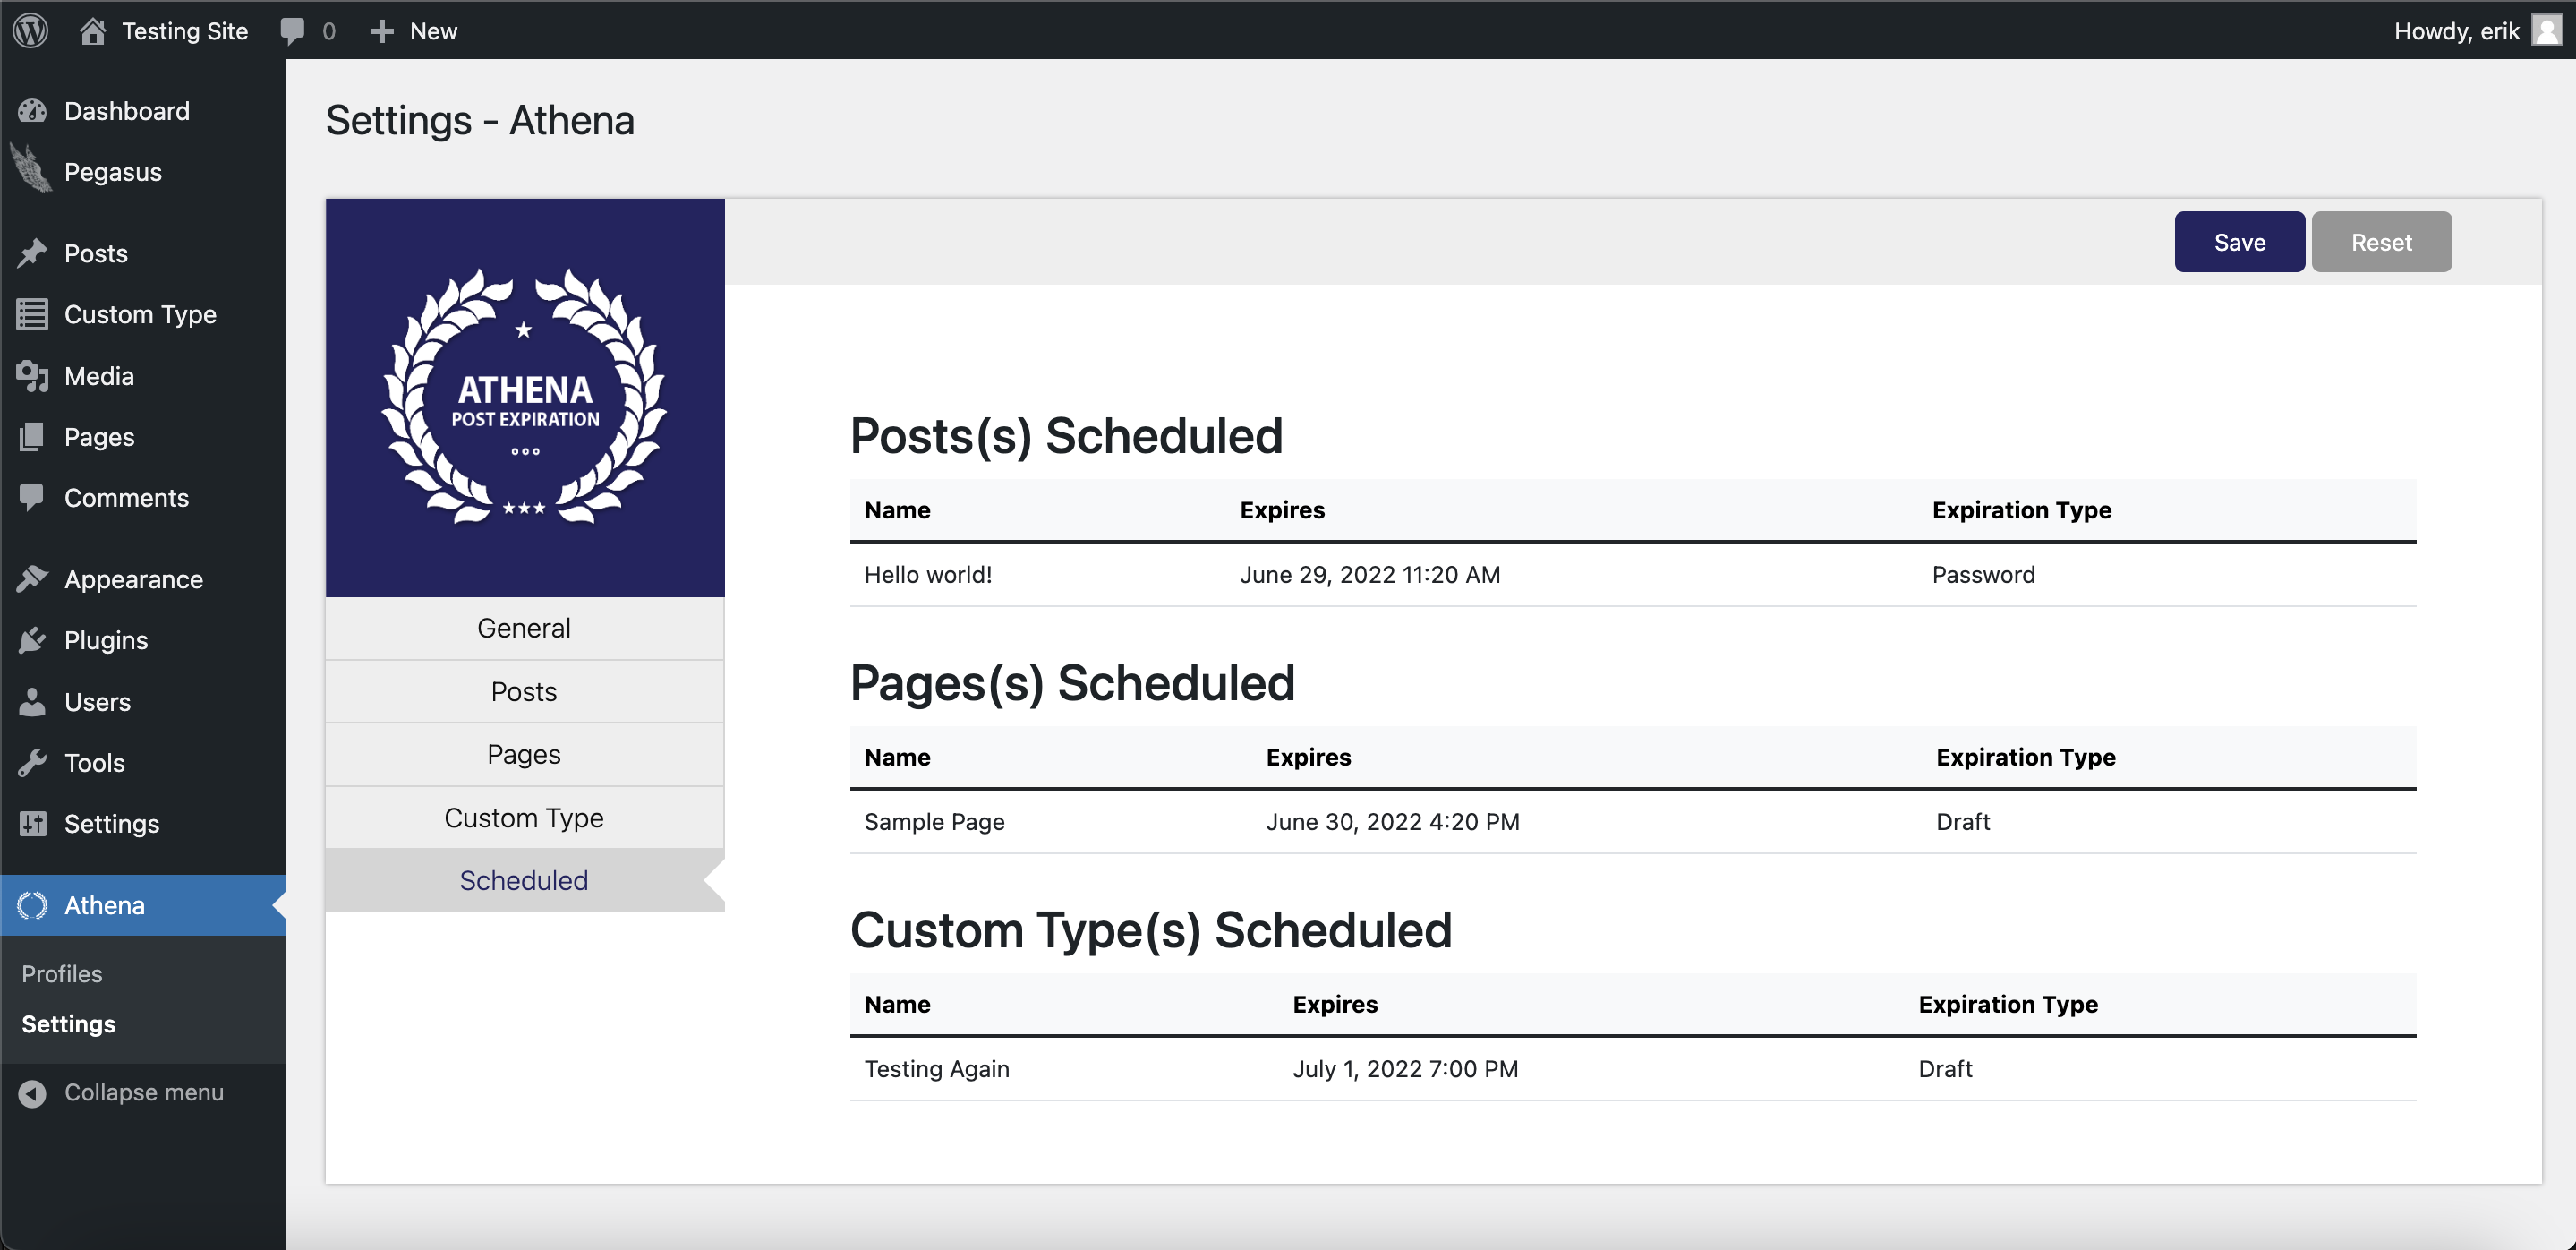 Testing Site 0 New Howdy, erik
Dashboard
Pegasus
Posts
Custom Type
Media
Pages
Comments
Appearance
Plugins
Users
Tools
Settings
Athena
Profiles
Settings
Collapse menu
Settings - Athena
Save Reset
ATHENA
POST EXPIRATION
General
Posts
Pages
Custom Type
Scheduled
Posts(s) Scheduled
Name Expires Expiration Type
Hello world! June 29, 2022 11:20 AM Password
Pages(s) Scheduled
Name Expires Expiration Type
Sample Page June 30, 2022 4:20 PM Draft
Custom Type(s) Scheduled
Name Expires Expiration Type
Testing Again July 1, 2022 7:00 PM Draft